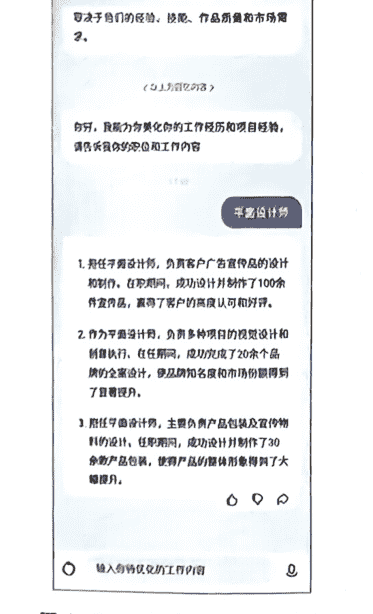 取决于他们的经验、技能、作品质量和市场需
求。
(以上为历史内容)
你好，我能为你美化你的工作经历和项目经验，
请告诉我你的职位和工作内容
平面设计师
1. 担任平面设计师，负责客户广告宣传品的设计
和制作。在职期间，成功设计并制作了100余
件宣传品，赢得了客户的高度认可和好评。
2. 作为平面设计师，负责多种项目的视觉设计和
创意执行。在任期间，成功完成了20余个品
牌的全案设计，使品牌知名度和市场份额得到
了显著提升。
3. 担任平面设计师，主要负责产品包装及宣传物
料的设计。任职期间，成功设计并制作了30
余款产品包装，使得产品的整体形象得到了大
幅提升。
输入你待优化的工作内容